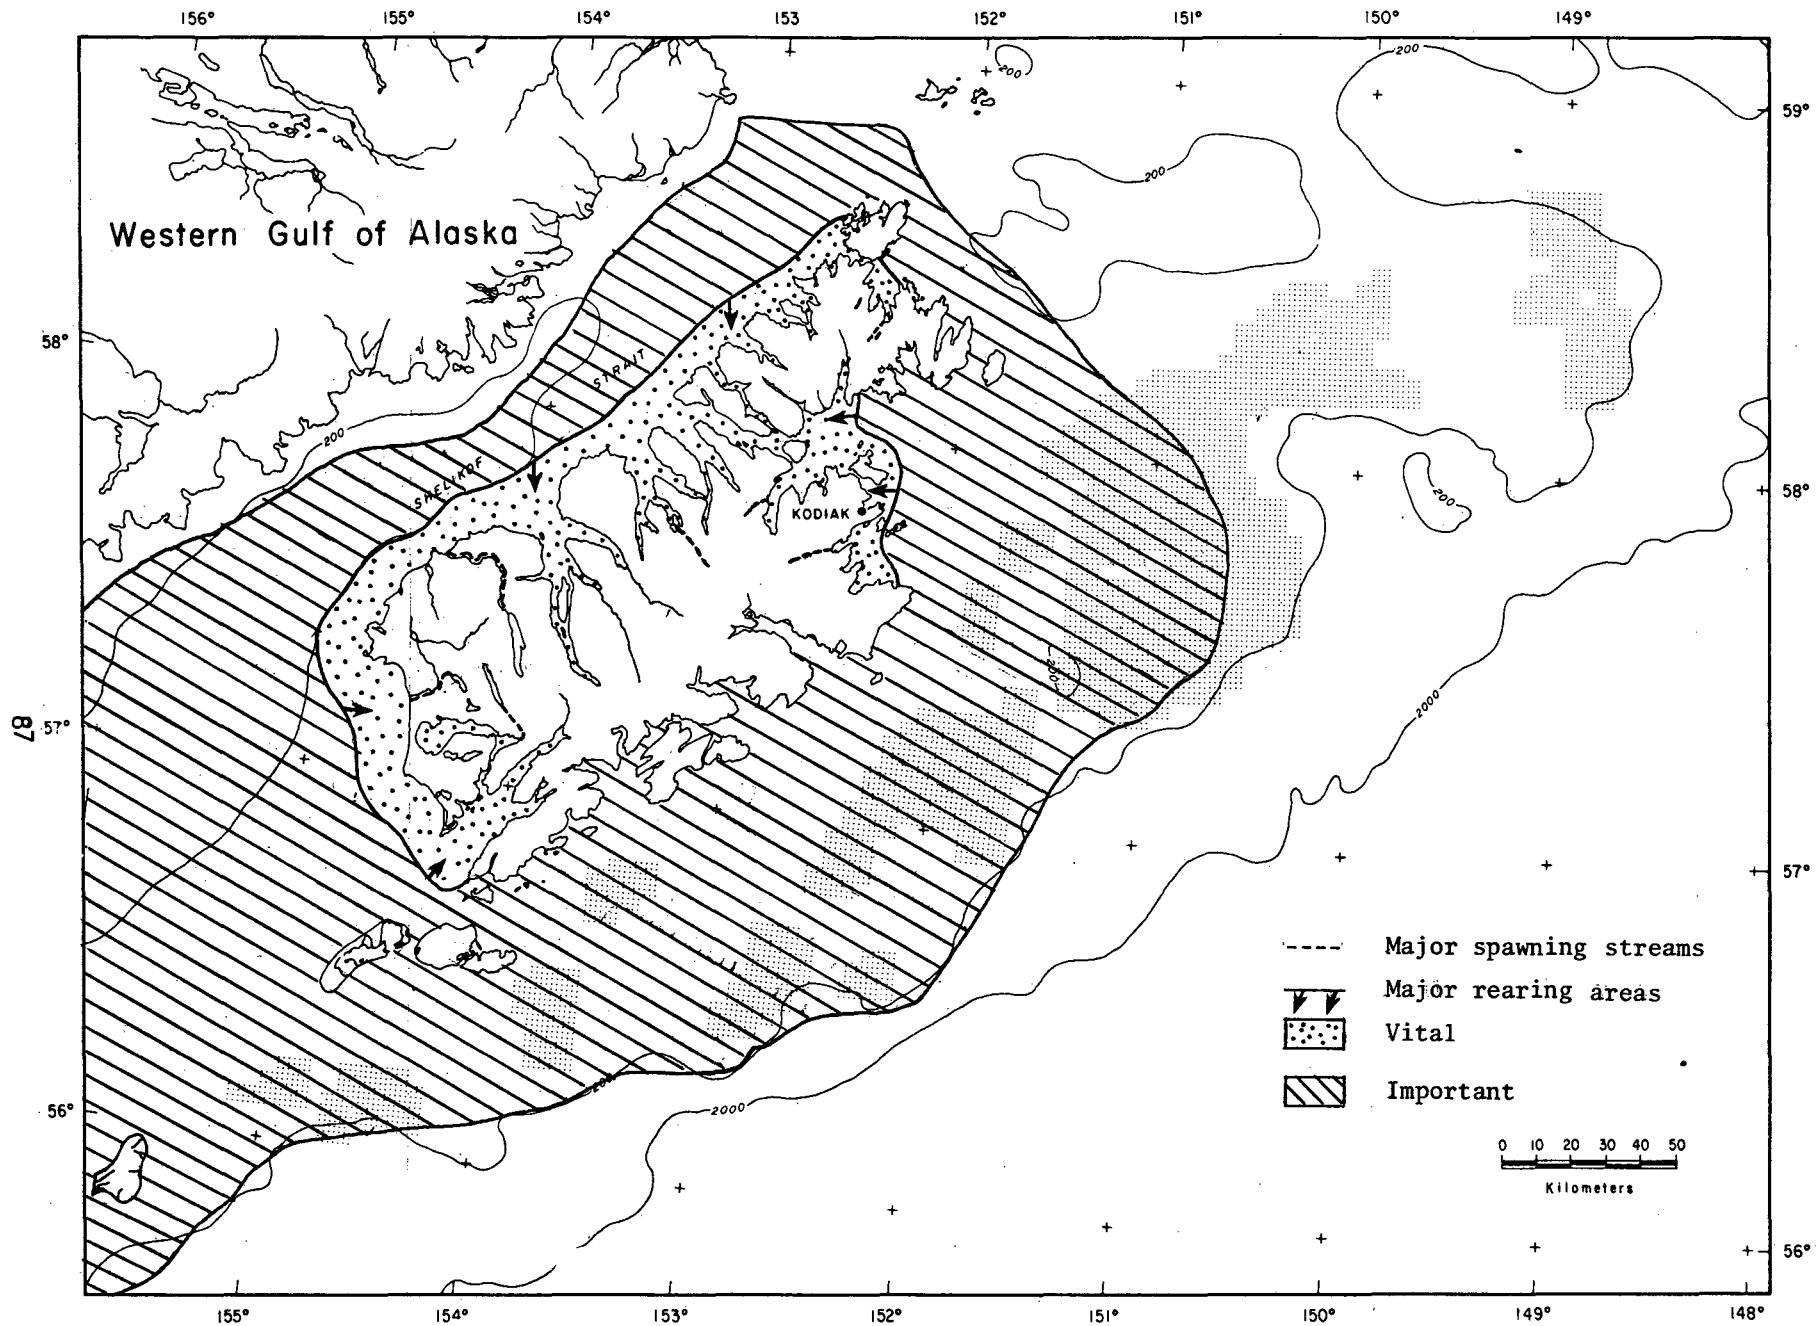 156° 155° 154° 153 152° 151° 150° 149°
200
200
59°
200
Western Gulf of Alaska
58°
STRAIT
200
SHELIKOF
58°
200
KODIAK
200
57°
2000
87
57°
Major spawning streams
Major rearing areas
Vital
200
Important
56°
2000
0 10 20 30 40 50
Kilometers
56°
155° 154° 153° 152° 151° 150° 149° 148°